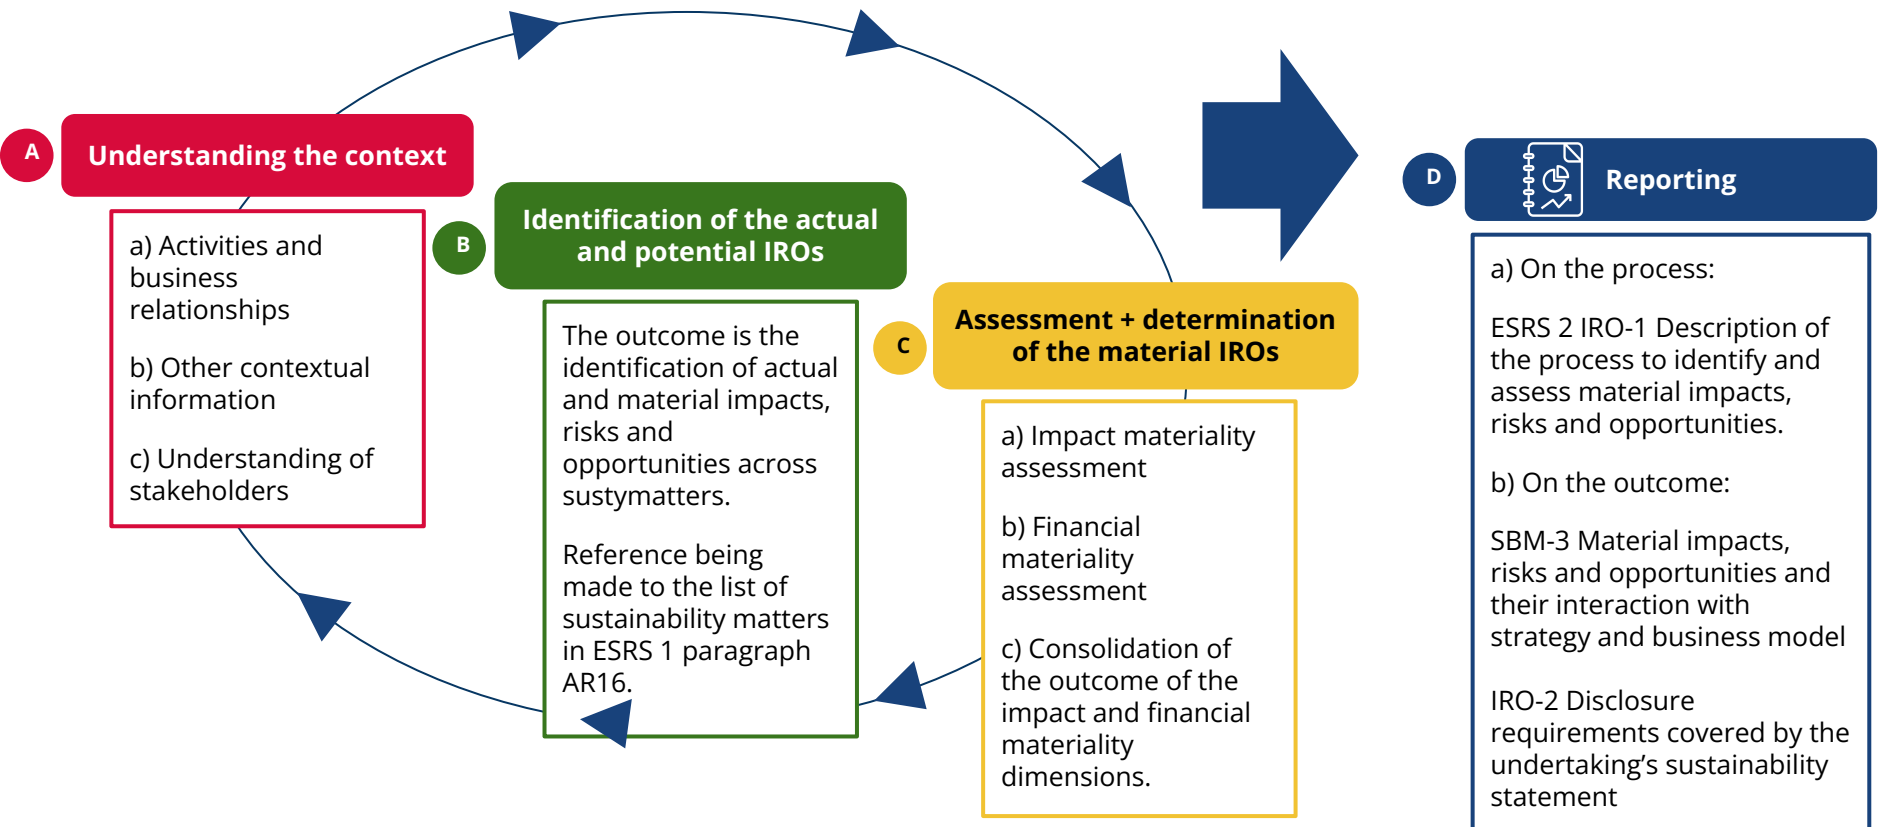 A
Understanding the context
a) Activities and
business
relationships
b) Other contextual
information
c) Understanding of
stakeholders
B
Identification of the actual
and potential IROs
The outcome is the
identification of actual
and material impacts,
risks and
opportunities across
sustymatters.
Reference being
made to the list of
sustainability matters
in ESRS 1 paragraph
AR16.
C
Assessment + determination
of the material IROs
a) Impact materiality
assessment
b) Financial
materiality
assessment
c) Consolidation of
the outcome of the
impact and financial
materiality
dimensions.
D
Reporting
a) On the process:
ESRS 2 IRO-1 Description of
the process to identify and
assess material impacts,
risks and opportunities.
b) On the outcome:
SBM-3 Material impacts,
risks and opportunities and
their interaction with
strategy and business model
IRO-2 Disclosure
requirements covered by the
undertaking’s sustainability
statement